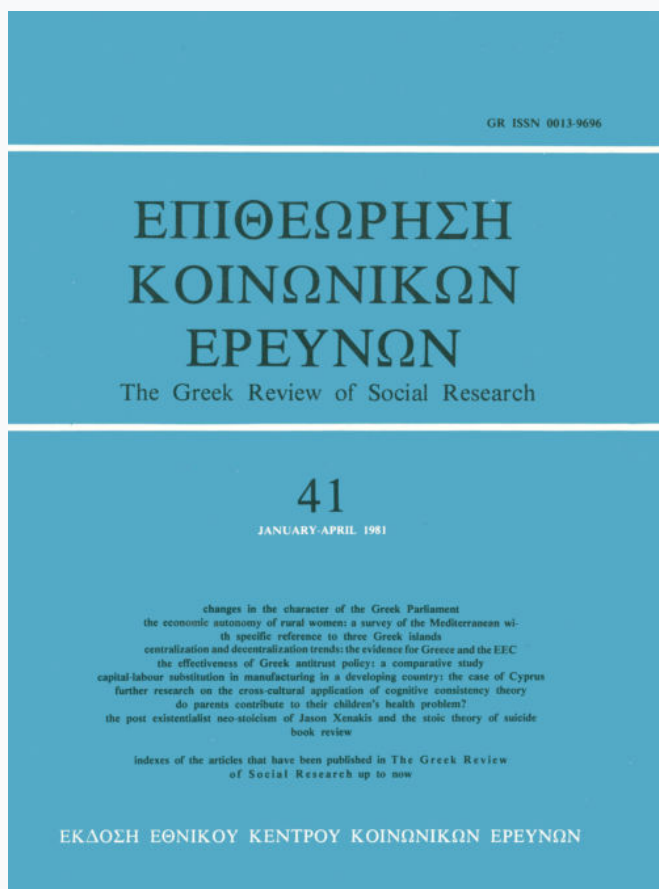 GR ISSN 0013-9696
ΕΠΙΘΕΩΡΗΣΗ
ΚΟΙΝΩΝΙΚΩΝ
ΕΡΕΥΝΩΝ
The Greek Review of Social Research
41
JANUARY-APRIL 1981
changes in the character of the Greek Parliament
the economic autonomy of rural women: a survey of the Mediterranean wi-
th specific reference to three Greek islands
centralization and decentralization trends: the evidence for Greece and the EEC
the effectiveness of Greek antitrust policy: a comparative study
capital-labour substitution in manufacturing in a developing country: the case of Cyprus
further research on the cross-cultural application of cognitive consistency theory
do parents contribute to their children's health problem?
the post existentialist neo-stoicism of Jason Xenakis and the stoic theory of suicide
book review
indexes of the articles that have been published in The Greek Review
of Social Research up to now
ΕΚΔΟΣΗ ΕΘΝΙΚΟΥ ΚΕΝΤΡΟΥ ΚΟΙΝΩΝΙΚΩΝ ΕΡΕΥΝΩΝ